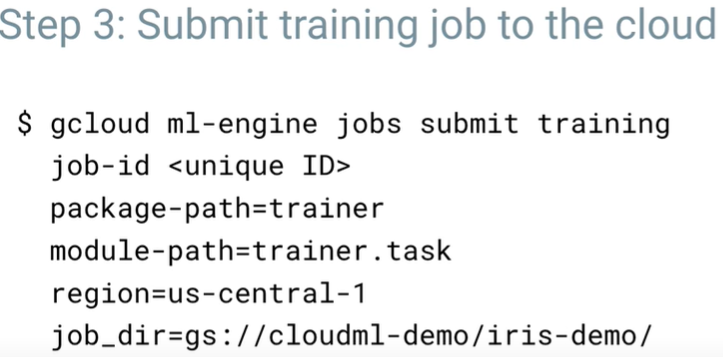 Step 3: Submit training job to the cloud
$ gcloud ml-engine jobs submit training
job-id <unique ID>
package-path=trainer
module-path=trainer.task
region=us-central-1
job_dir=gs://cloudml-demo/iris-demo/